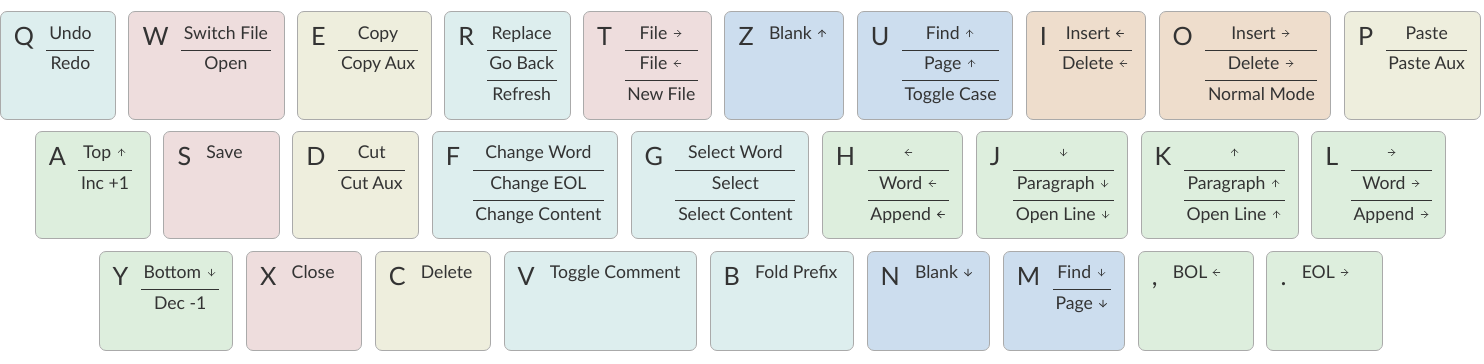 Q Undo W Switch File E Copy R Replace T File → Z Blank ↑ U Find ↑ I Insert ← O Insert → P Paste
Redo Open Copy Aux Go Back File ← Page ↑ Delete ← Delete → Paste Aux
Refresh New File Toggle Case Normal Mode
A Top ↑ S Save D Cut F Change Word G Select Word H ← J ↓ K ↑ L →
Inc +1 Cut Aux Change EOL Select Word ← Paragraph ↓ Paragraph ↑ Word →
Change Content Select Content Append ← Open Line ↓ Open Line ↑ Append →
Y Bottom ↓ X Close C Delete V Toggle Comment B Fold Prefix N Blank ↓ M Find ↓ , BOL ← . EOL →
Dec -1 Page ↓